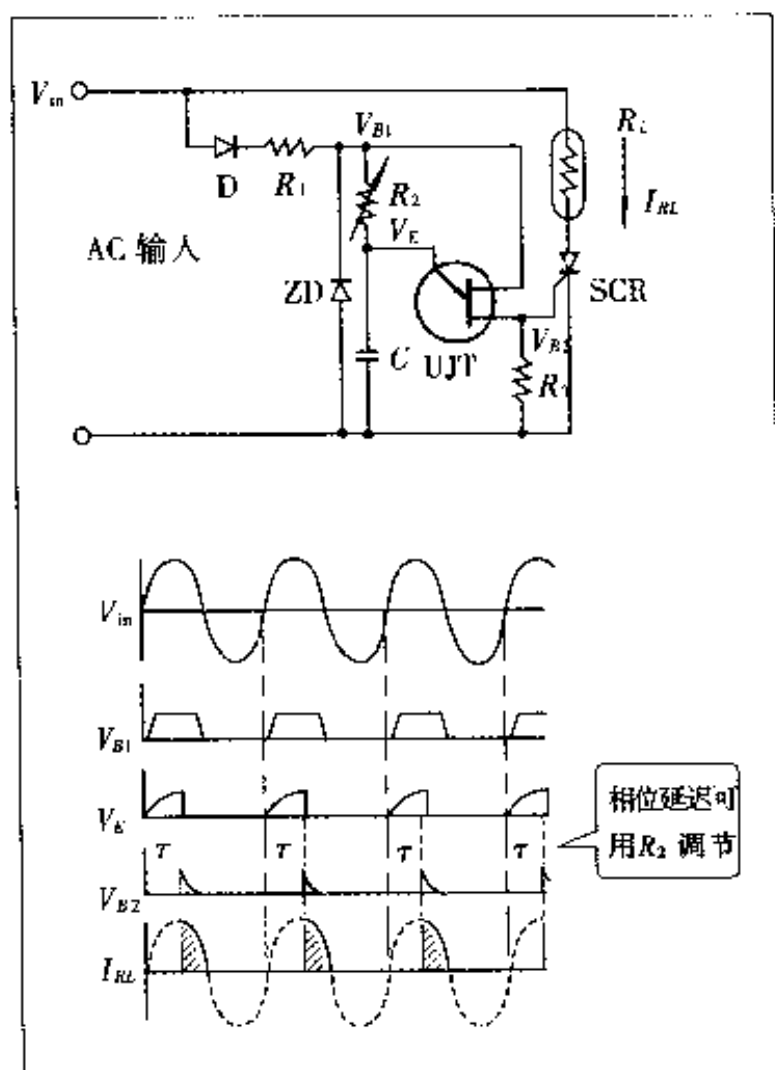 V_in
D
R_1
V_B1
R_2
V_E
R_L
I_RL
AC 输入
ZD
C
UJT
V_B2
SCR
V_in
V_B1
V_E
τ τ τ τ
V_B2
I_RL
相位延迟可
用R_2 调节